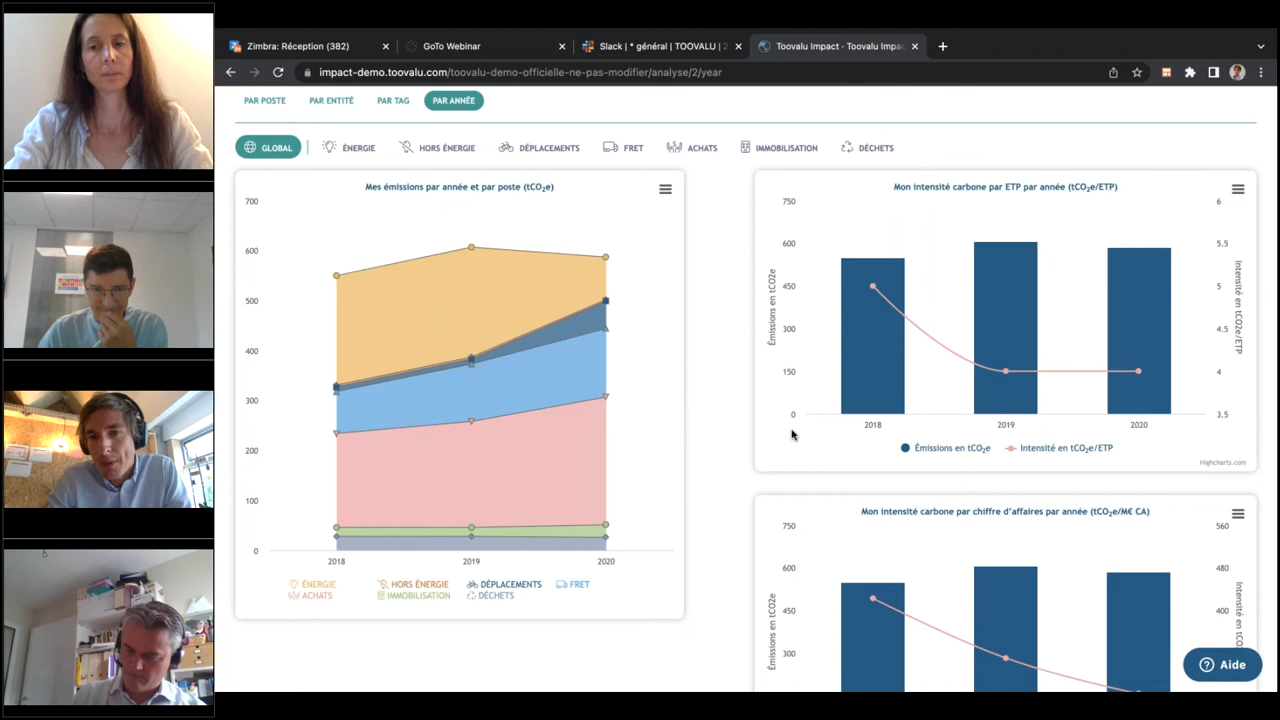 Zimbra: Réception (382)
GoTo Webinar
Slack | * général | TOOVALU | 2
Toovalu Impact · Toovalu Impac
impact-demo.toovalu.com/toovalu-demo-officielle-ne-pas-modifier/analyse/2/year
PAR POSTE PAR ENTITÉ PAR TAG PAR ANNÉE
GLOBAL ÉNERGIE HORS ÉNERGIE DÉPLACEMENTS FRET ACHATS IMMOBILISATION DÉCHETS
Mes émissions par année et par poste (tCO2e)
700
600
500
400
300
200
100
0
2018 2019 2020
ÉNERGIE HORS ÉNERGIE DÉPLACEMENTS FRET
ACHATS IMMOBILISATION DÉCHETS
Mon intensité carbone par ETP par année (tCO2e/ETP)
Émissions en tCO2e
750
600
450
300
150
0
6
5.5
5
4.5
4
3.5
Intensité en tCO2e/ETP
2018 2019 2020
Émissions en tCO2e Intensité en tCO2e/ETP
Highcharts.com
Mon intensité carbone par chiffre d'affaires par année (tCO2e/M€ CA)
Émissions en tCO2e
750
600
450
300
560
480
400
Aide